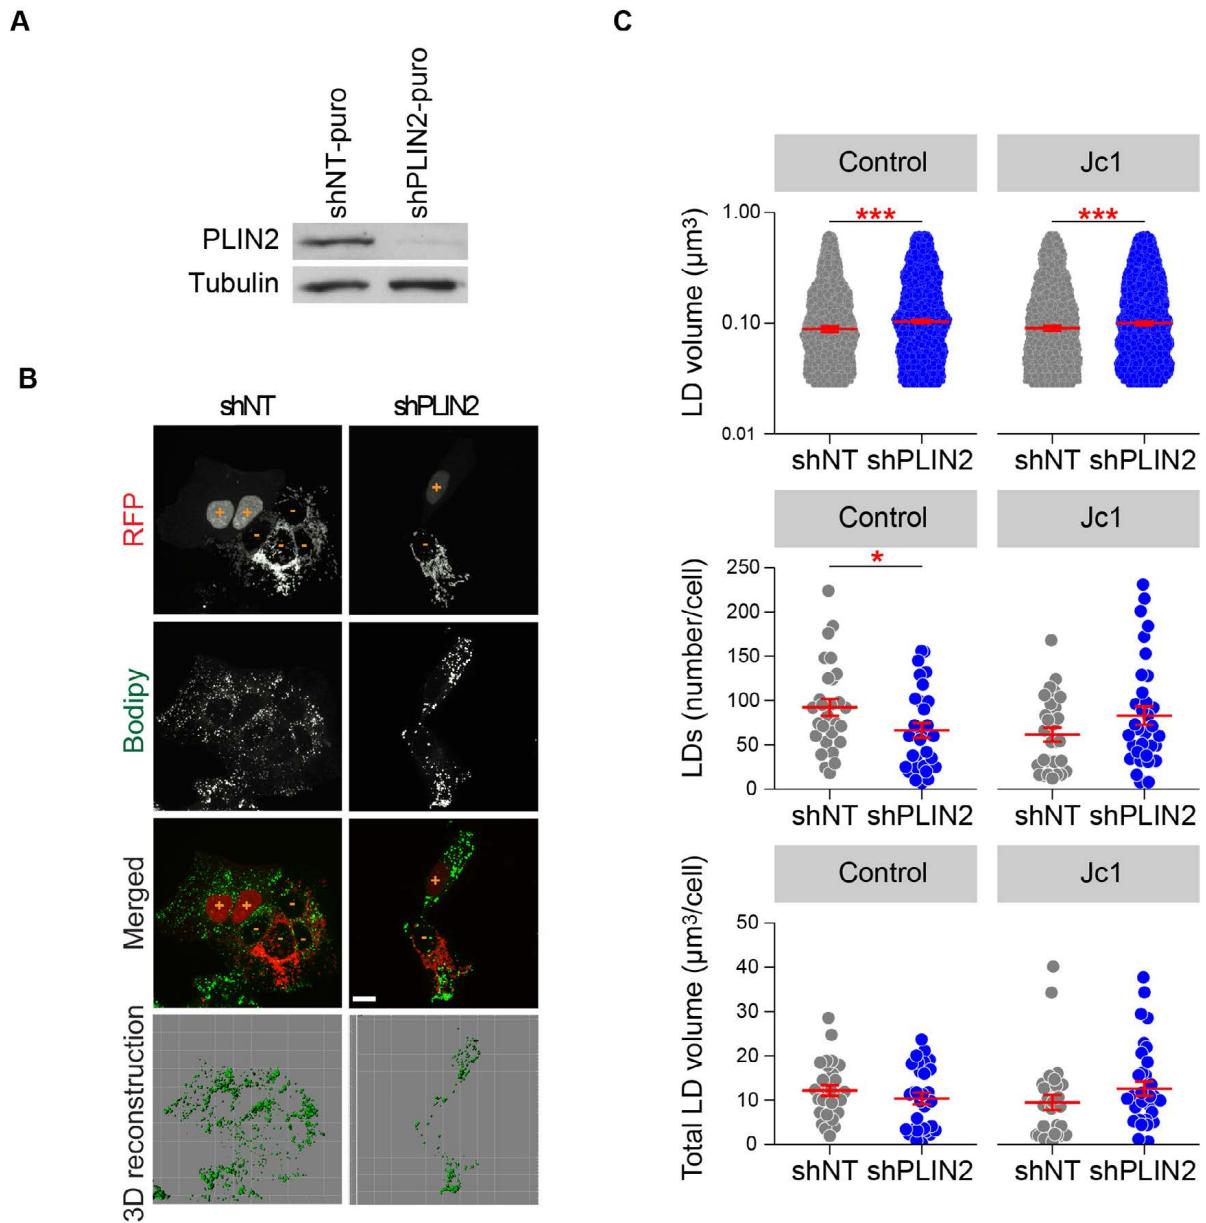 A
shNT-puro
shPLIN2-puro
PLIN2
Tubulin
B
shNT
shPLIN2
RFP
+
+
-
-
-
-
+
-
Bodipy
Merged
+
+
-
-
-
-
+
-
3D reconstruction
C
Control
Jc1
LD volume (µm³)
1.00
0.10
0.01
***
***
shNT
shPLIN2
shNT
shPLIN2
Control
Jc1
LDs (number/cell)
250
200
150
100
50
0
*
shNT
shPLIN2
shNT
shPLIN2
Control
Jc1
Total LD volume (µm³/cell)
50
40
30
20
10
0
shNT
shPLIN2
shNT
shPLIN2